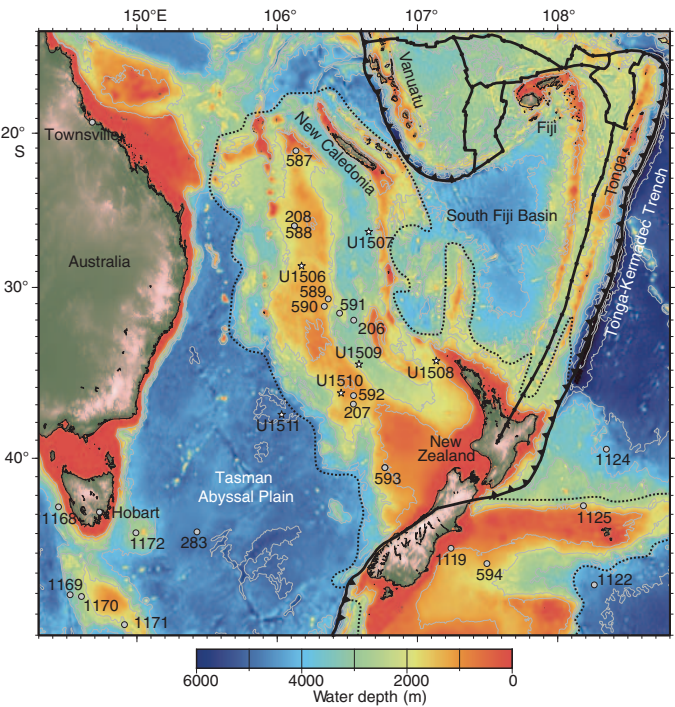 150°E 106° 107° 108°
Vanuatu
Townsville
20°
S
New Caledonia
Fiji
Tonga
587
208
588
South Fiji Basin
U1507
Australia
U1506
Tonga-Kermadec Trench
30°
589
590
591
206
U1509
U1508
U1510
592
207
U1511
New
Zealand
40°
1124
593
Tasman
Abyssal Plain
1168
Hobart
1125
1172
283
1119
594
1169
1170
1122
1171
6000 4000 2000 0
Water depth (m)